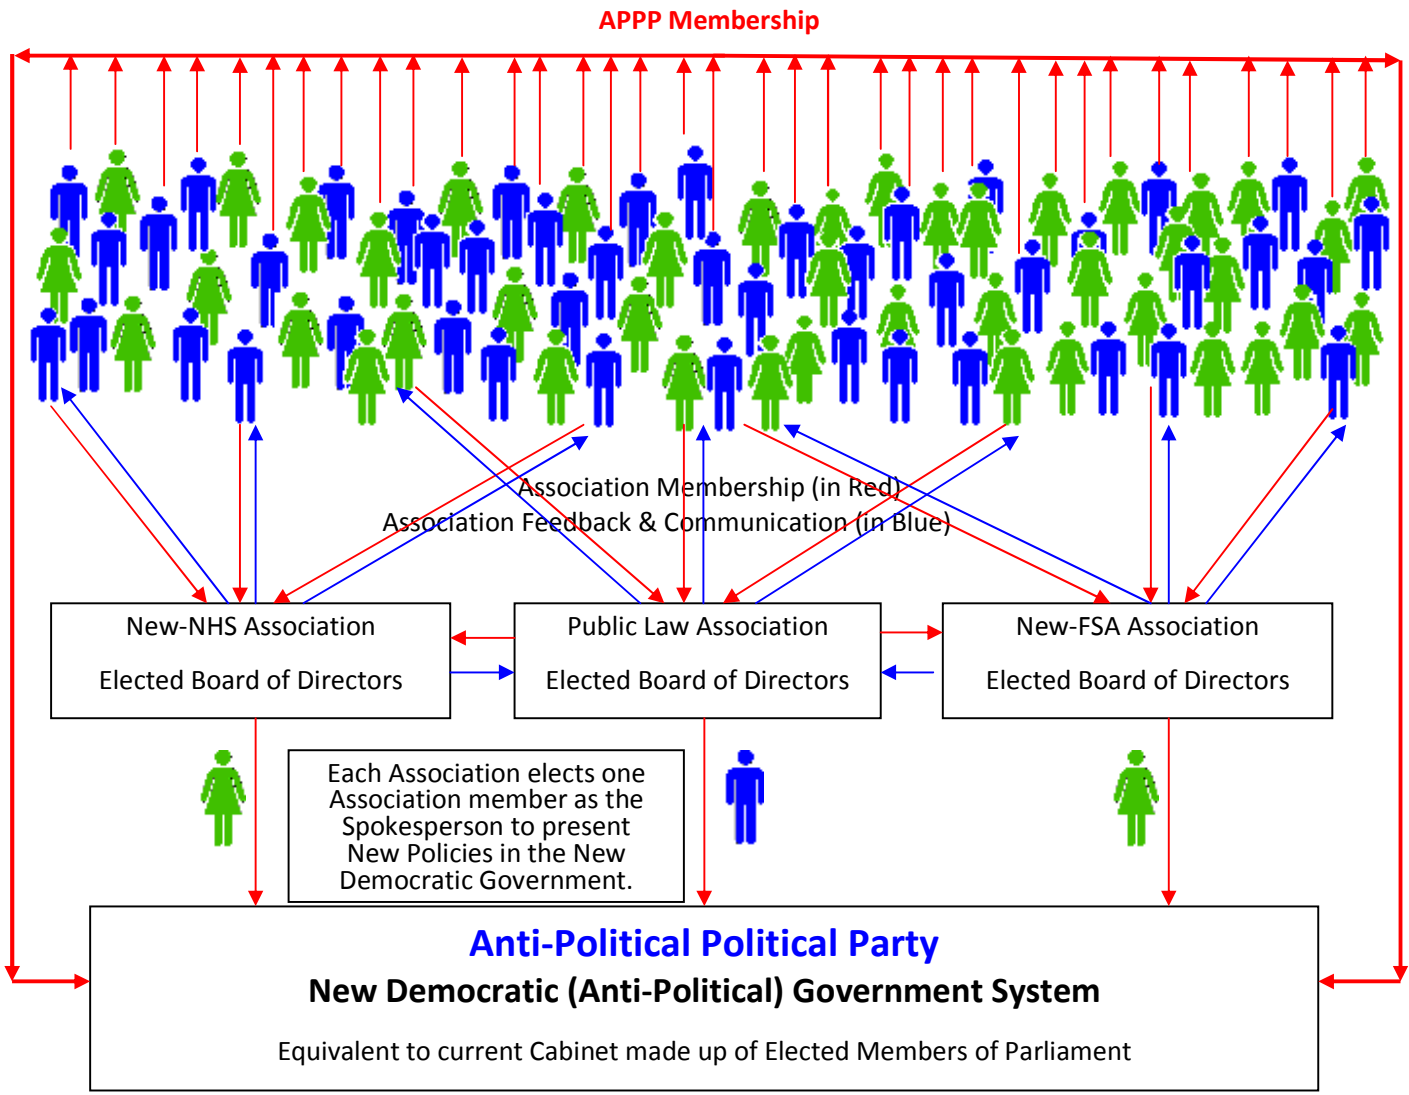 APPP Membership
Association Membership (in Red)
Association Feedback & Communication (in Blue)
New-NHS Association
Elected Board of Directors
Public Law Association
Elected Board of Directors
New-FSA Association
Elected Board of Directors
Each Association elects one
Association member as the
Spokesperson to present
New Policies in the New
Democratic Government.
Anti-Political Political Party
New Democratic (Anti-Political) Government System
Equivalent to current Cabinet made up of Elected Members of Parliament